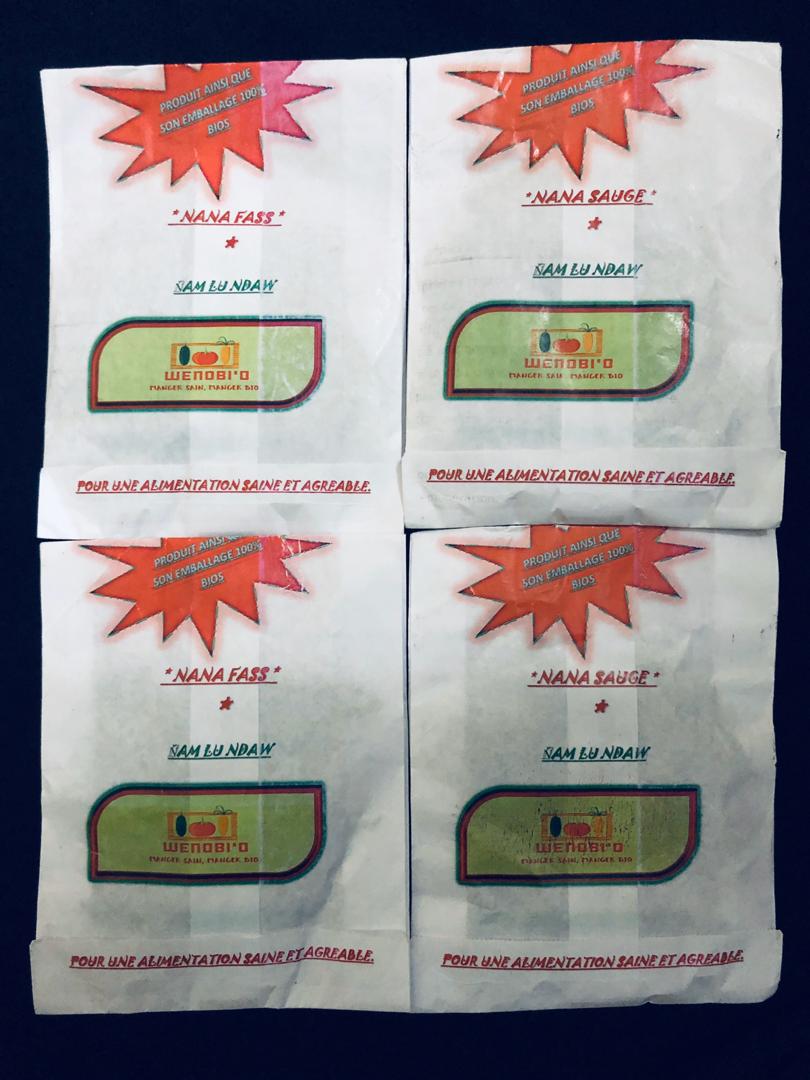 PRODUIT AINSI QUE
SON EMBALLAGE 100%
BIOS
*NANA FASS *
ÑAM LU NDAW
WENOBI'O
MANGER SAIN, MANGER BIO
POUR UNE ALIMENTATION SAINE ET AGREABLE.
PRODUIT AINSI QUE
SON EMBALLAGE 100%
BIOS
*NANA SAUGE *
ÑAM LU NDAW
WENOBI'O
MANGER SAIN, MANGER BIO
POUR UNE ALIMENTATION SAINE ET AGREABLE.
PRODUIT AINSI QUE
SON EMBALLAGE 100%
BIOS
*NANA FASS *
ÑAM LU NDAW
WENOBI'O
MANGER SAIN, MANGER BIO
POUR UNE ALIMENTATION SAINE ET AGREABLE.
PRODUIT AINSI QUE
SON EMBALLAGE 100%
BIOS
*NANA SAUGE *
ÑAM LU NDAW
WENOBI'O
MANGER SAIN, MANGER BIO
POUR UNE ALIMENTATION SAINE ET AGREABLE.